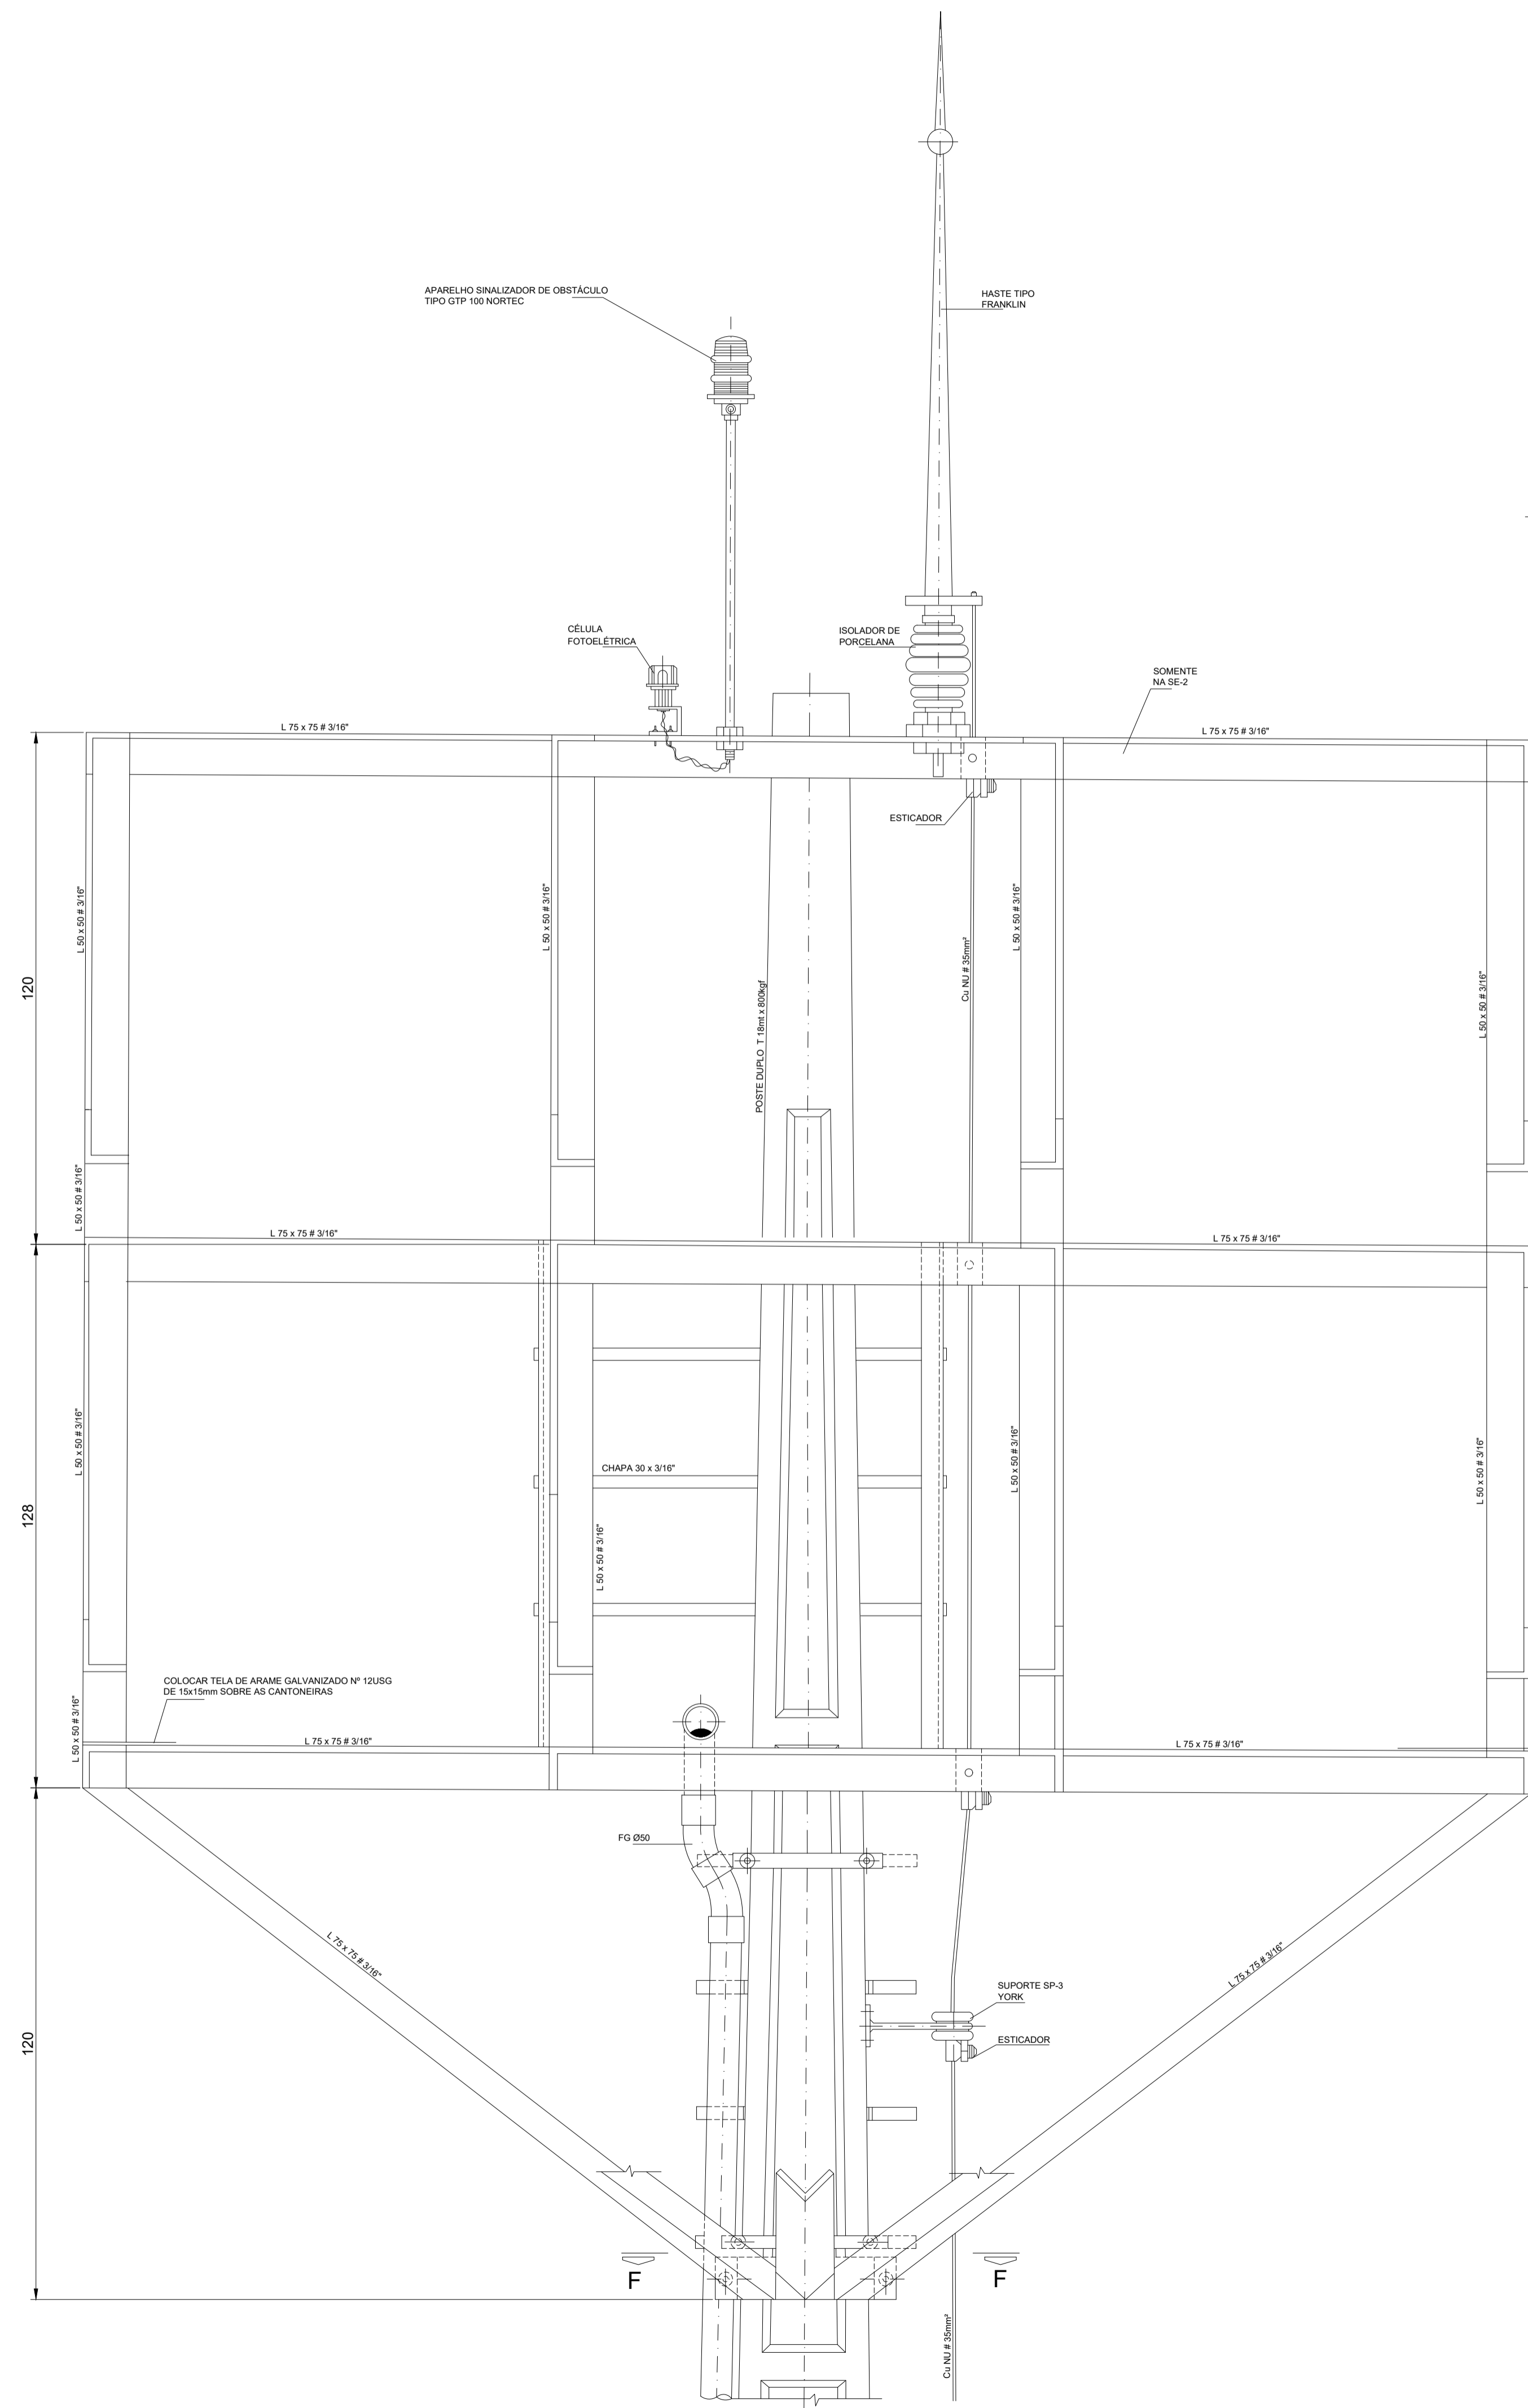 APARELHO SINALIZADOR DE OBSTÁCULO
TIPO GTP 100 NORTEC
HASTE TIPO
FRANKLIN
CÉLULA
FOTOELÉTRICA
ISOLADOR DE
PORCELANA
SOMENTE
NA SE-2
L 75 x 75 # 3/16"
L 75 x 75 # 3/16"
ESTICADOR
L 50 x 50 # 3/16"
L 50 x 50 # 3/16"
L 50 x 50 # 3/16"
Cu NU # 35mm²
L 50 x 50 # 3/16"
120
POSTE DUPLO T 18mt x 800kgf
L 50 x 50 # 3/16"
L 75 x 75 # 3/16"
L 75 x 75 # 3/16"
L 50 x 50 # 3/16"
L 50 x 50 # 3/16"
L 50 x 50 # 3/16"
CHAPA 30 x 3/16"
128
L 50 x 50 # 3/16"
COLOCAR TELA DE ARAME GALVANIZADO Nº 12USG
DE 15x15mm SOBRE AS CANTONEIRAS
L 50 x 50 # 3/16"
L 75 x 75 # 3/16"
L 75 x 75 # 3/16"
FG Ø50
L 75 x 75 # 3/16"
L 75 x 75 # 3/16"
SUPORTE SP-3
YORK
ESTICADOR
120
F
F
Cu NU # 35mm²